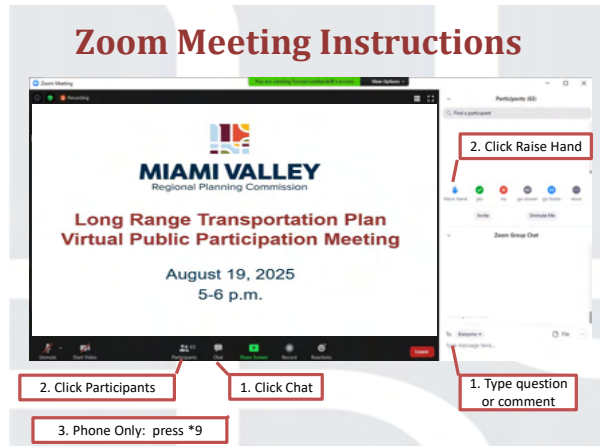 Zoom Meeting Instructions
Zoom Meeting
View Options
Recording
Participants (63)
Find a participant
2. Click Raise Hand
MIAMI VALLEY
Regional Planning Commission
Long Range Transportation Plan
Virtual Public Participation Meeting
August 19, 2025
5-6 p.m.
Raise Hand yes no go slower go faster more
Invite Unmute Me
Zoom Group Chat
To: Everyone File
Type message here...
Unmute Start Video Participants 63 Chat Share Screen Record Reactions Leave
2. Click Participants
1. Click Chat
1. Type question
or comment
3. Phone Only: press *9